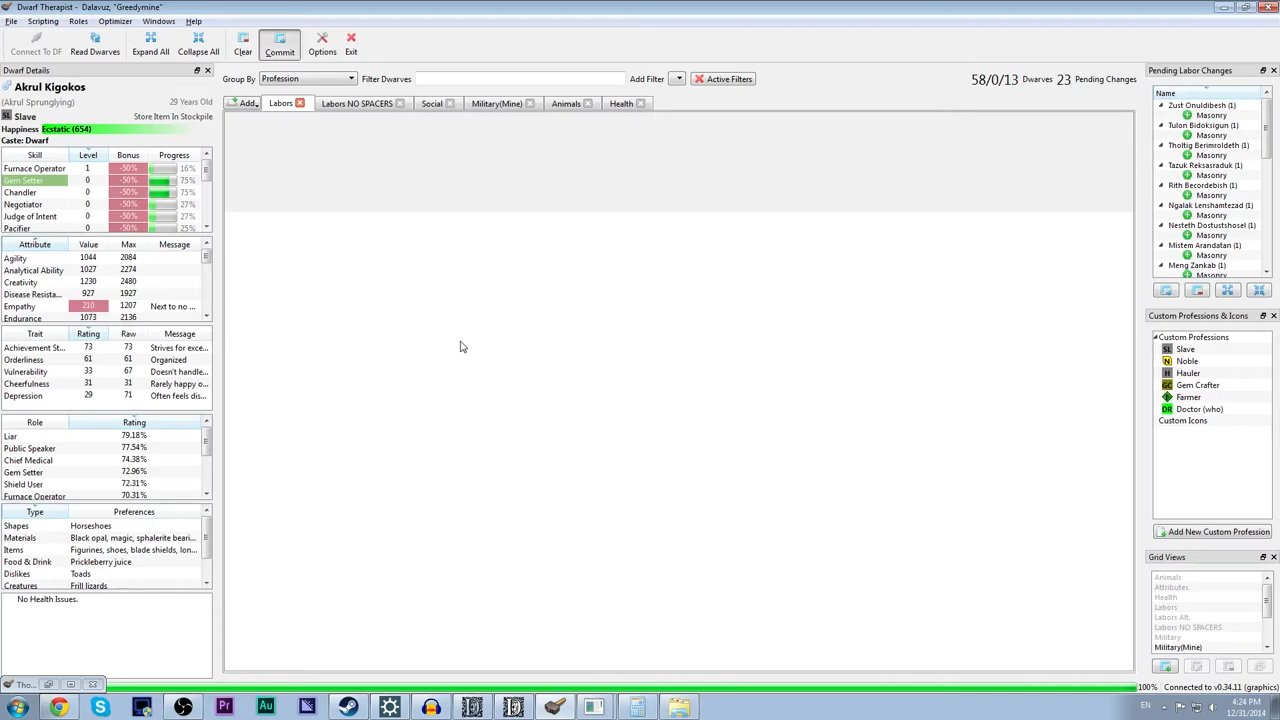 Dwarf Therapist - Dalavuz, "Greedymine"
File Scripting Roles Optimizer Windows Help
Connect To DF Read Dwarves Expand All Collapse All Clear Commit Options Exit
Dwarf Details
Akrul Kigokos
(Akrul Sprunglying) 29 Years Old
SL Slave Store Item In Stockpile
Happiness Ecstatic (654)
Caste: Dwarf
Skill Level Bonus Progress
Furnace Operator 1 -50% 16%
Gem Setter 0 -50% 75%
Chandler 0 -50% 75%
Negotiator 0 -50% 27%
Judge of Intent 0 -50% 27%
Pacifier 0 -50% 25%
Attribute Value Max Message
Agility 1044 2084
Analytical Ability 1027 2274
Creativity 1230 2480
Disease Resista... 927 1927
Empathy 210 1207 Next to no ...
Endurance 1073 2136
Trait Rating Raw Message
Achievement St... 73 73 Strives for exce...
Orderliness 61 61 Organized
Vulnerability 33 67 Doesn't handle...
Cheerfulness 31 31 Rarely happy o...
Depression 29 71 Often feels dis...
Role Rating
Liar 79.18%
Public Speaker 77.54%
Chief Medical 74.38%
Gem Setter 72.96%
Shield User 72.31%
Furnace Operator 70.31%
Type Preferences
Shapes Horseshoes
Materials Black opal, magic, sphalerite beari...
Items Figurines, shoes, blade shields, lon...
Food & Drink Prickleberry juice
Dislikes Toads
Creatures Frill lizards
No Health Issues.
Tho...
Group By Profession Filter Dwarves Add Filter Active Filters 58/0/13 Dwarves 23 Pending Changes
Add... Labors Labors NO SPACERS Social Military(Mine) Animals Health
Pending Labor Changes
Name
Zust Onuldibesh (1)
Masonry
Tulon Bidoksigun (1)
Masonry
Tholtig Berimroldeth (1)
Masonry
Tazuk Reksasraduk (1)
Masonry
Rith Becordebish (1)
Masonry
Ngalak Lenshamtezad (1)
Masonry
Nesteth Dostustshosel (1)
Masonry
Mistem Arandatan (1)
Masonry
Meng Zankab (1)
Masonry
Custom Professions & Icons
Custom Professions
SL Slave
N Noble
H Hauler
GC Gem Crafter
Farmer
DR Doctor (who)
Custom Icons
Add New Custom Profession
Grid Views
Animals
Attributes
Health
Labors
Labors Alt.
Labors NO SPACERS
Military
Military(Mine)
100% Connected to v0.34.11 (graphics)
Pr Au
EN 4:24 PM
12/31/2014